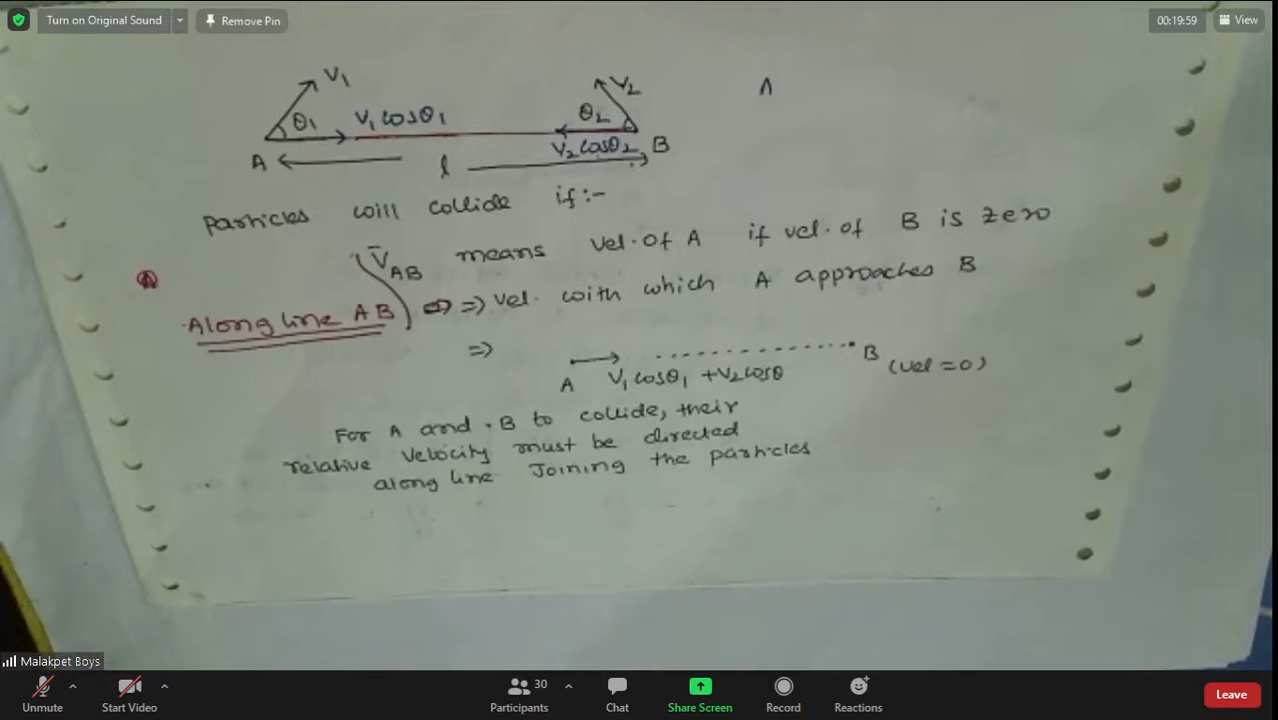 Turn on Original Sound
Remove Pin
00:19:59
View
V1
V2
θ1
V1 cosθ1
θ2
V2 cosθ2
A
l
B
Λ
Particles will collide if :-
V̄AB means vel. of A if vel. of B is zero
Along line AB
=> vel. with which A approaches B
=>
A
V1 cosθ1 + V2 cosθ
B (vel = 0)
For A and B to collide, their
relative velocity must be directed
along line Joining the particles
Malakpet Boys
Unmute
Start Video
30
Participants
Chat
Share Screen
Record
Reactions
Leave